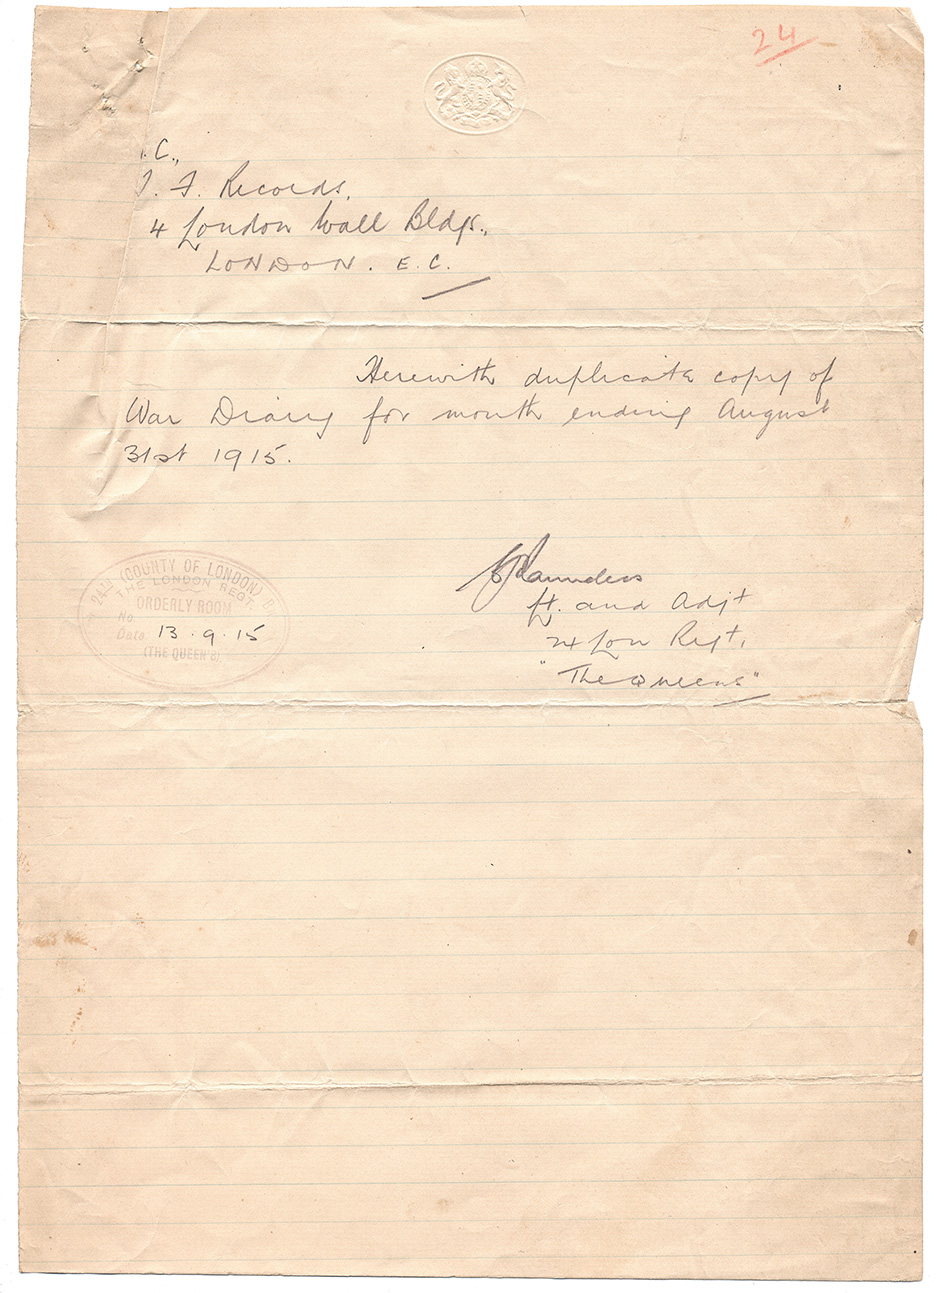 24
.C.,
T. F. Records,
4 London Wall Bldgs.,
LONDON. E.C.
Herewith duplicate copy of
War Diary for month ending August
31st 1915.
Saunders
Lt. and Adjt
24 Lon Regt.
"The Queens"
24TH (COUNTY OF LONDON) B
THE LONDON REGT.
ORDERLY ROOM
No.
Date 13.9.15
(THE QUEEN'S)